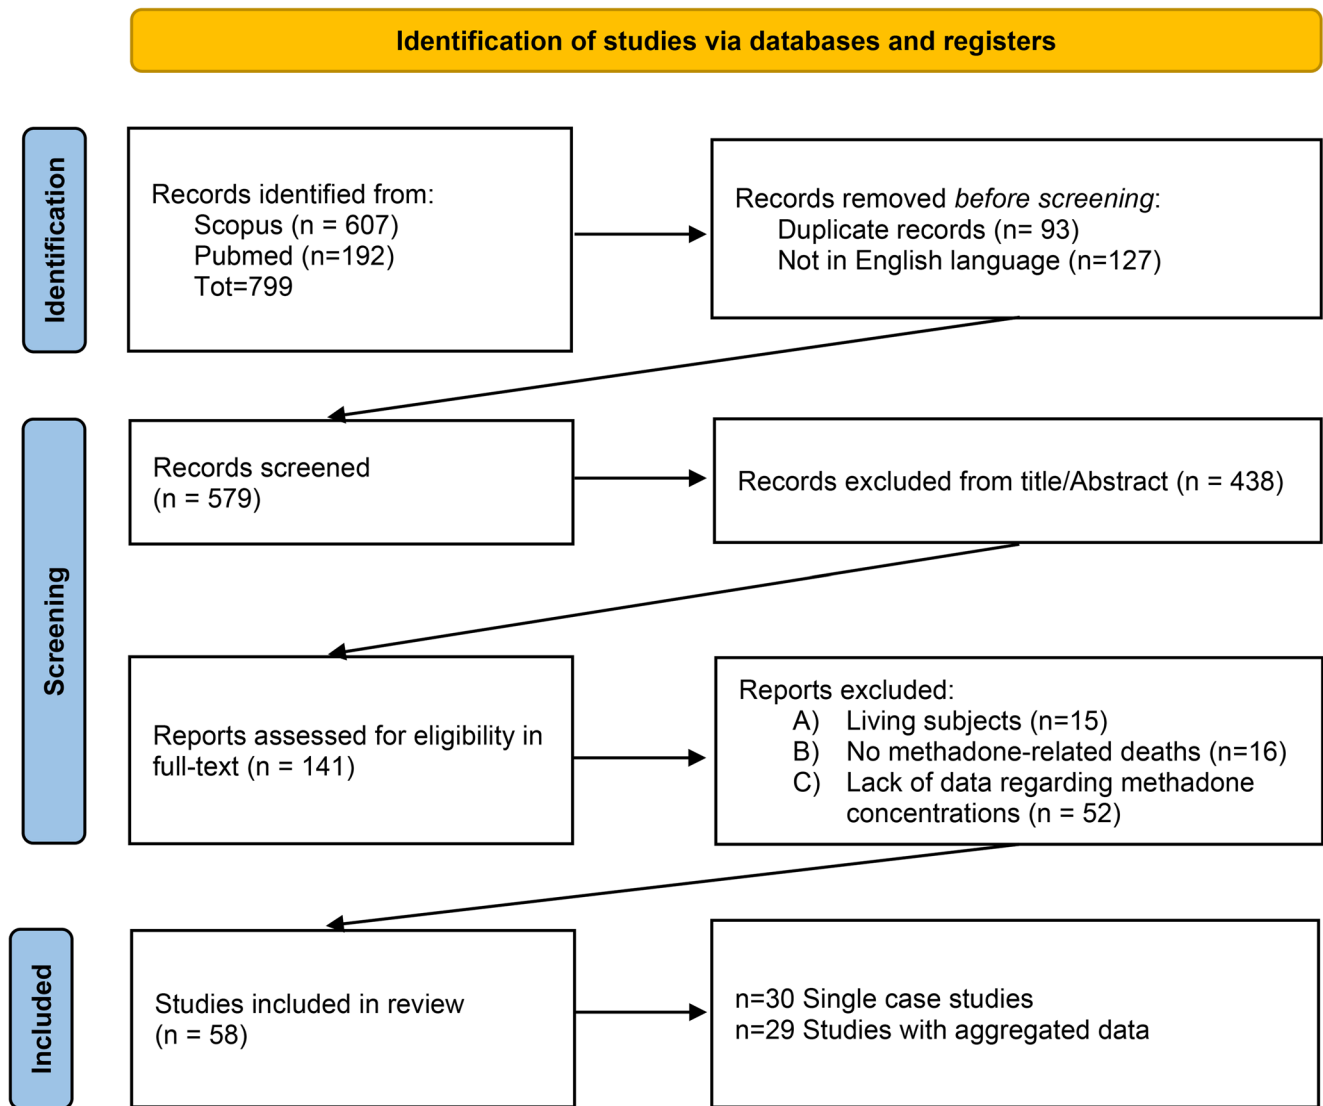 Identification of studies via databases and registers
Identification
Records identified from:
Scopus (n = 607)
Pubmed (n=192)
Tot=799
Records removed before screening:
Duplicate records (n= 93)
Not in English language (n=127)
Screening
Records screened
(n = 579)
Records excluded from title/Abstract (n = 438)
Reports assessed for eligibility in
full-text (n = 141)
Reports excluded:
A) Living subjects (n=15)
B) No methadone-related deaths (n=16)
C) Lack of data regarding methadone
concentrations (n = 52)
Included
Studies included in review
(n = 58)
n=30 Single case studies
n=29 Studies with aggregated data